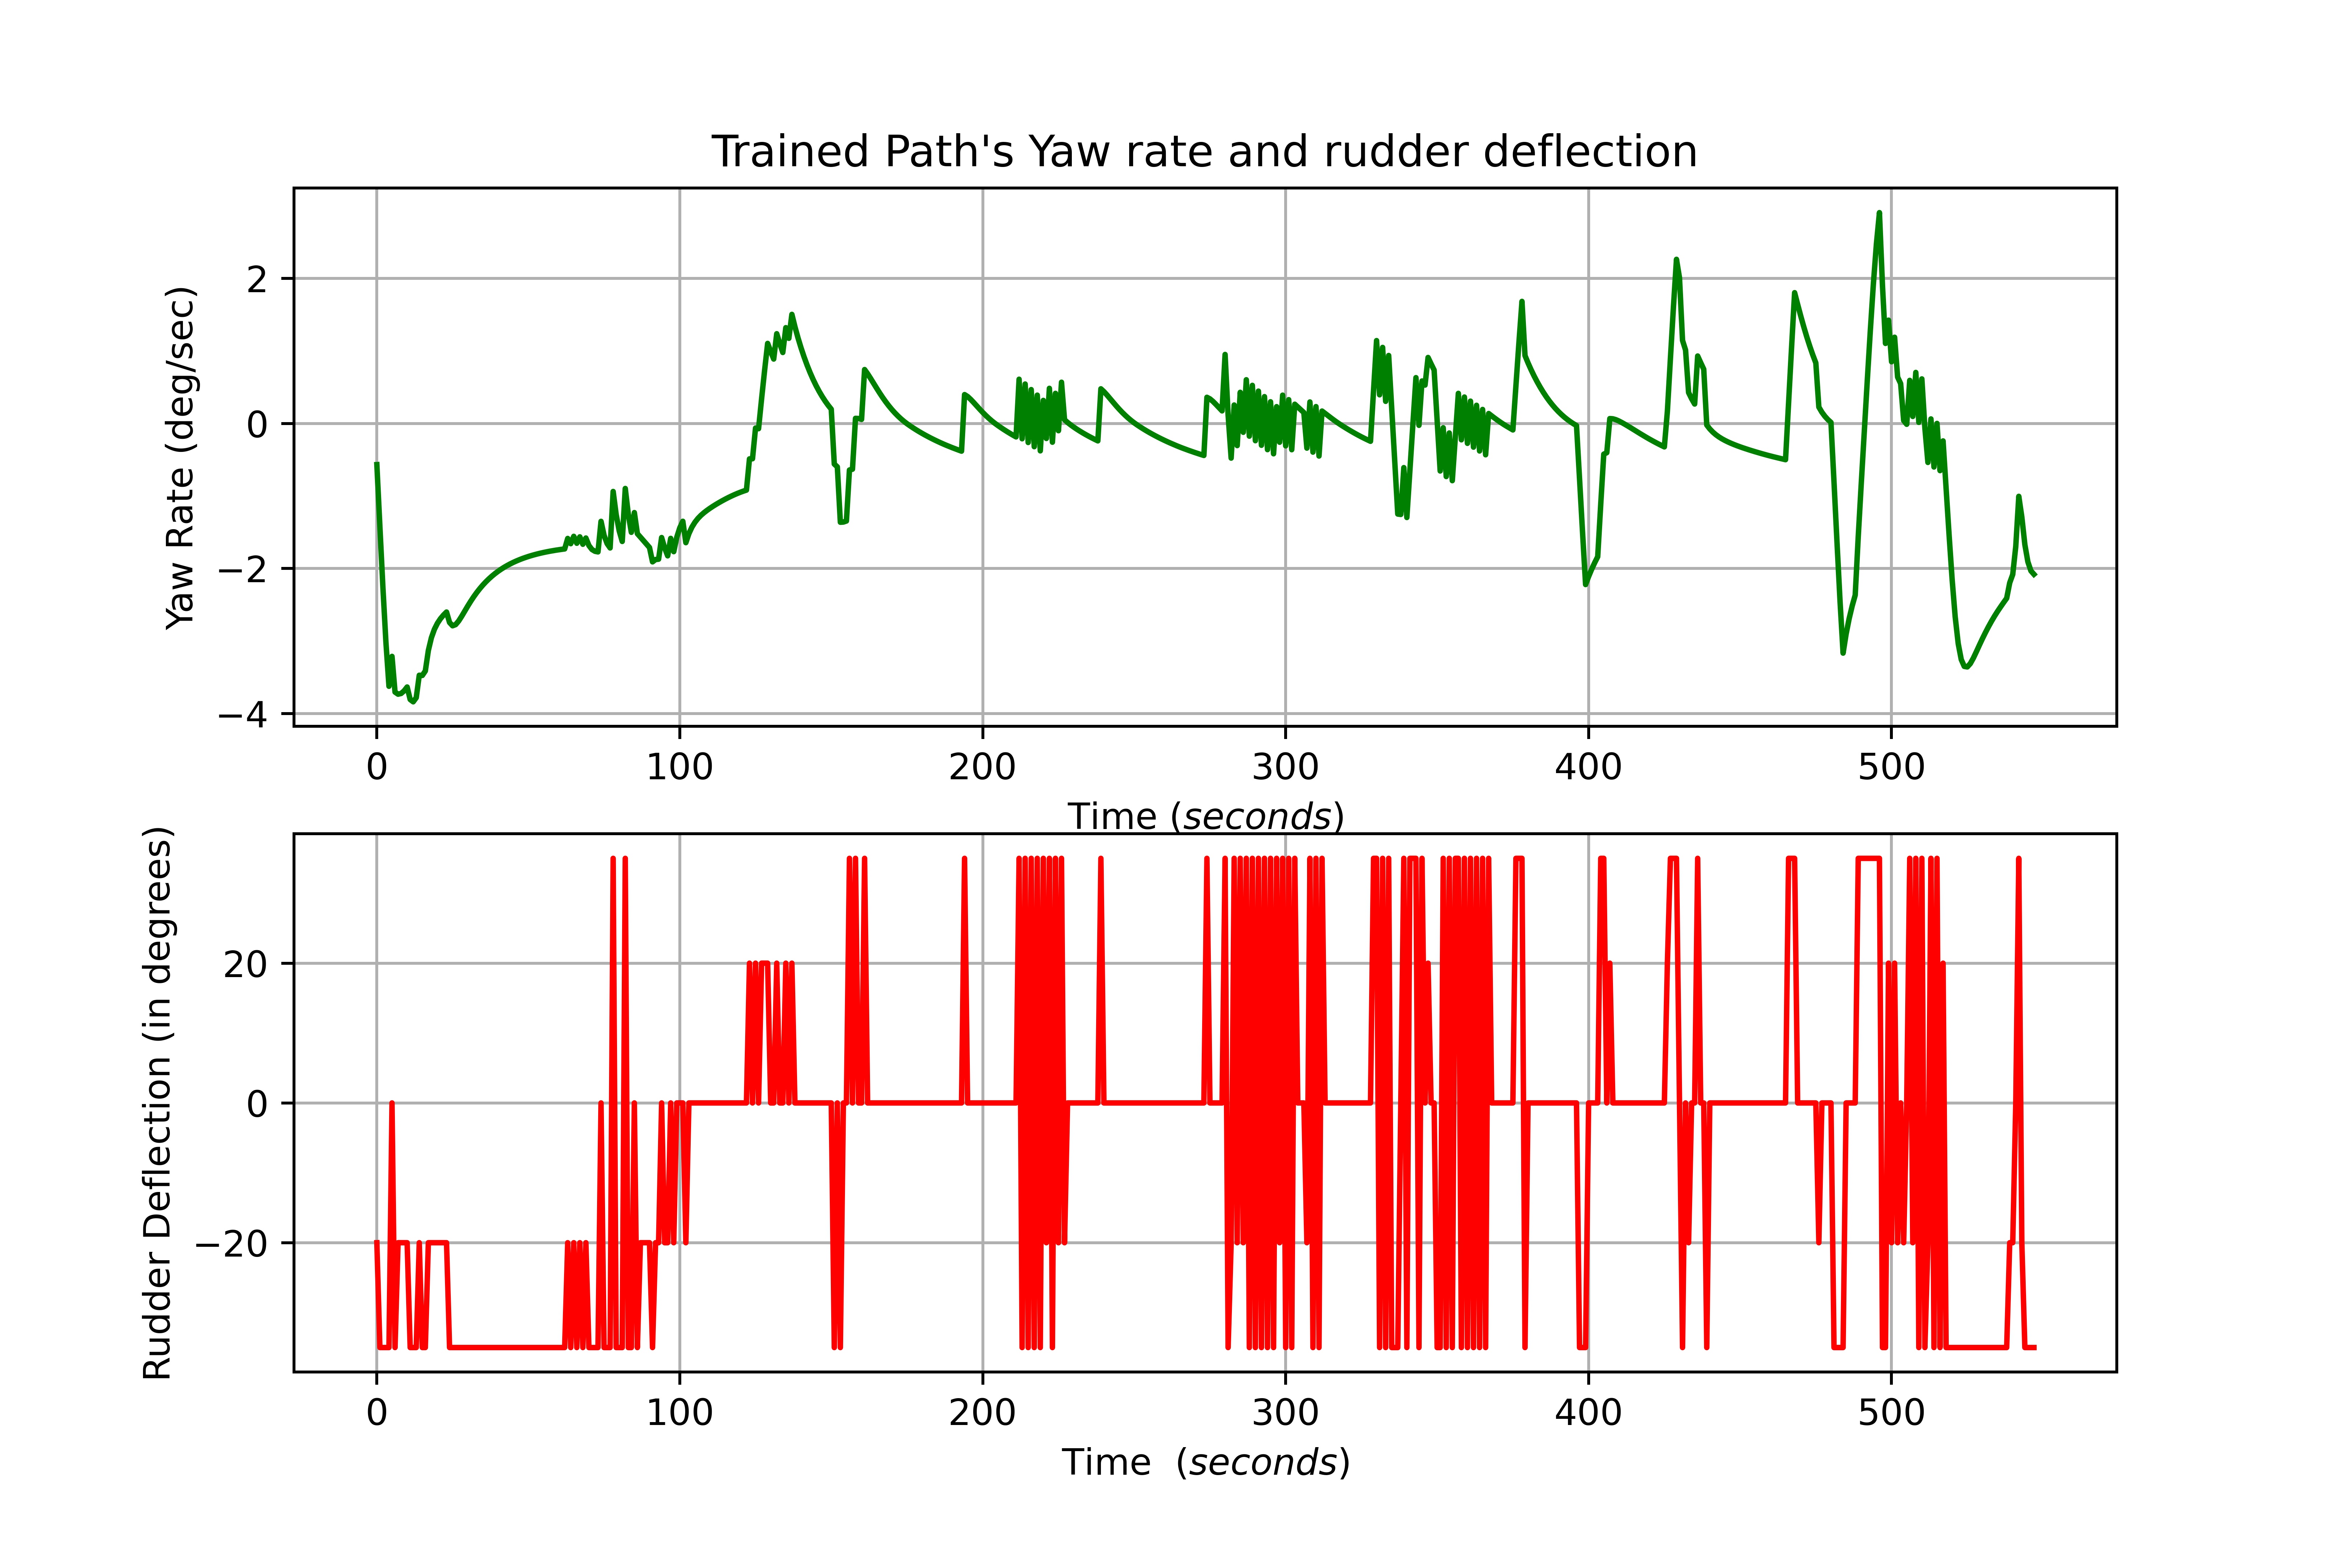 Trained Path's Yaw rate and rudder deflection
Yaw Rate (deg/sec)
2
0
−2
−4
0 100 200 300 400 500
Time (seconds)
Rudder Deflection (in degrees)
20
0
−20
0 100 200 300 400 500
Time (seconds)